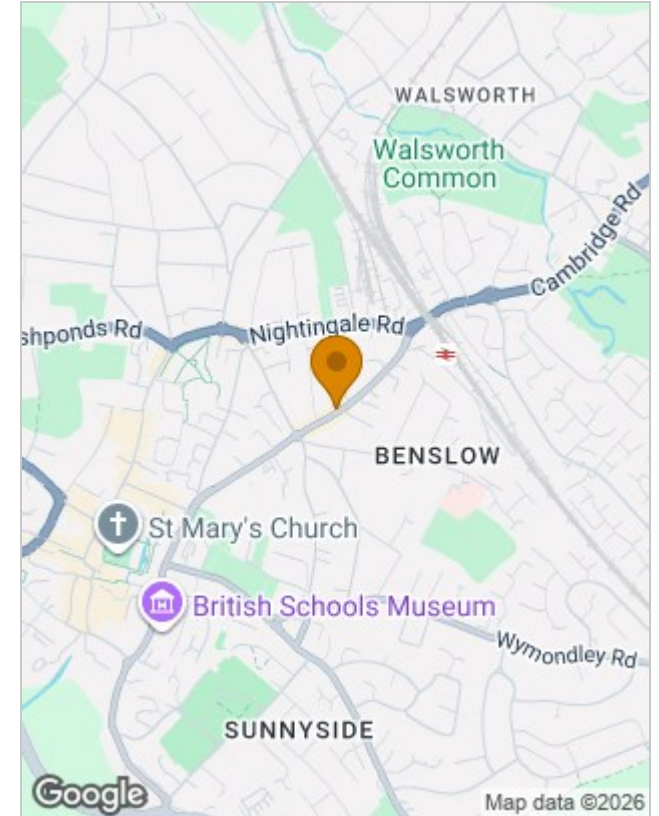 WALSWORTH
Walsworth
Common
Cambridge Rd
shponds Rd
Nightingale Rd
BENSLOW
St Mary's Church
British Schools Museum
Wymondley Rd
SUNNYSIDE
Google
Map data ©2026